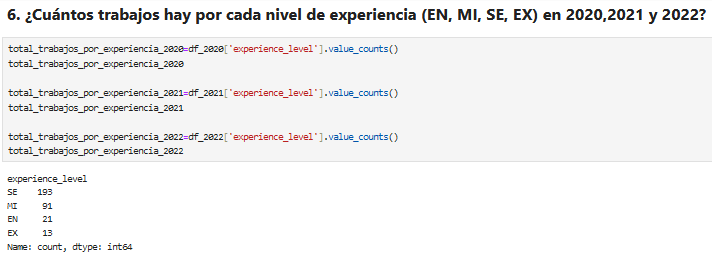 6. ¿Cuántos trabajos hay por cada nivel de experiencia (EN, MI, SE, EX) en 2020,2021 y 2022?
total_trabajos_por_experiencia_2020=df_2020['experience_level'].value_counts()
total_trabajos_por_experiencia_2020
total_trabajos_por_experiencia_2021=df_2021['experience_level'].value_counts()
total_trabajos_por_experiencia_2021
total_trabajos_por_experiencia_2022=df_2022['experience_level'].value_counts()
total_trabajos_por_experiencia_2022
experience_level
SE    193
MI     91
EN     21
EX     13
Name: count, dtype: int64